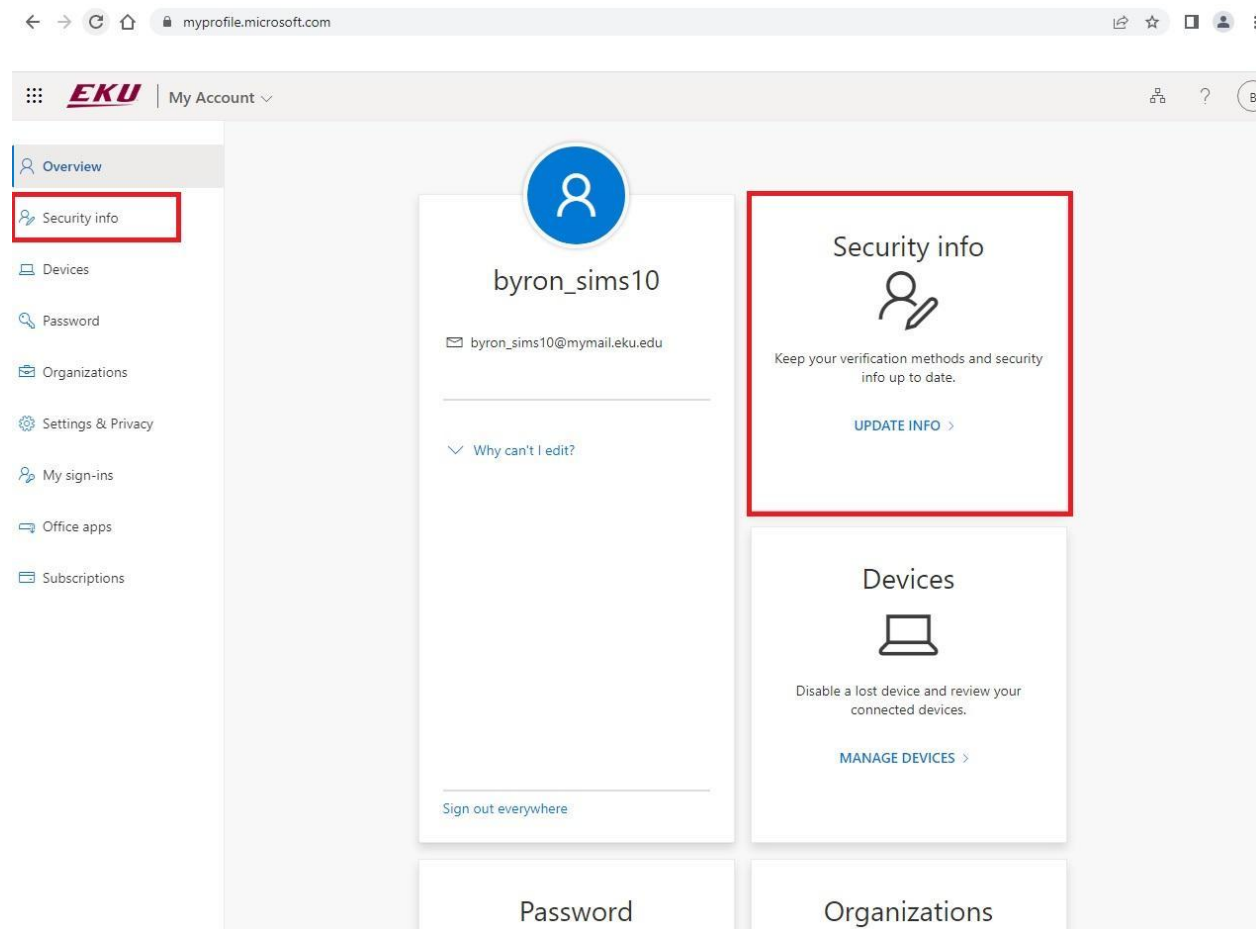 myprofile.microsoft.com
EKU My Account
?
B
Overview
Security info
Devices
Password
Organizations
Settings & Privacy
My sign-ins
Office apps
Subscriptions
byron_sims10
byron_sims10@mymail.eku.edu
Why can't I edit?
Sign out everywhere
Security info
Keep your verification methods and security
info up to date.
UPDATE INFO >
Devices
Disable a lost device and review your
connected devices.
MANAGE DEVICES >
Password
Organizations